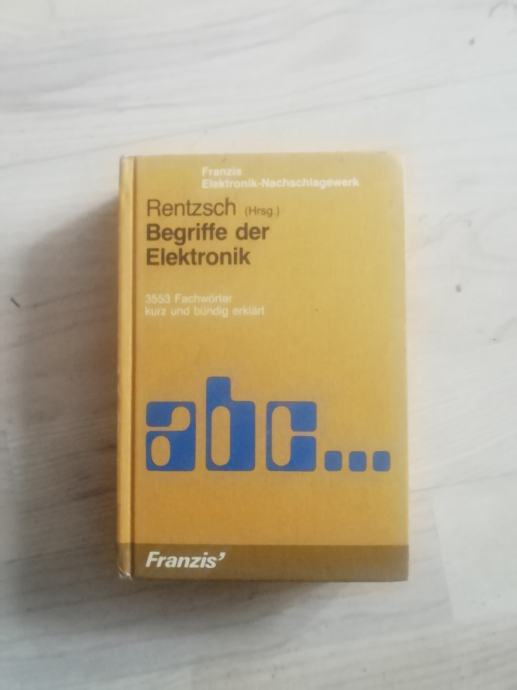 Franzis
Elektronik-Nachschlagewerk
Rentzsch (Hrsg.)
Begriffe der
Elektronik
3553 Fachwörter
kurz und bündig erklärt
abc...
Franzis’